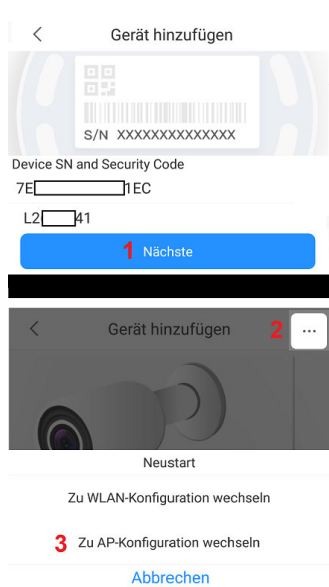 Gerät hinzufügen
S/N XXXXXXXXXXXXXX
Device SN and Security Code
7E 1EC
L2 41
1 Nächste
Gerät hinzufügen 2 ...
Neustart
Zu WLAN-Konfiguration wechseln
3 Zu AP-Konfiguration wechseln
Abbrechen